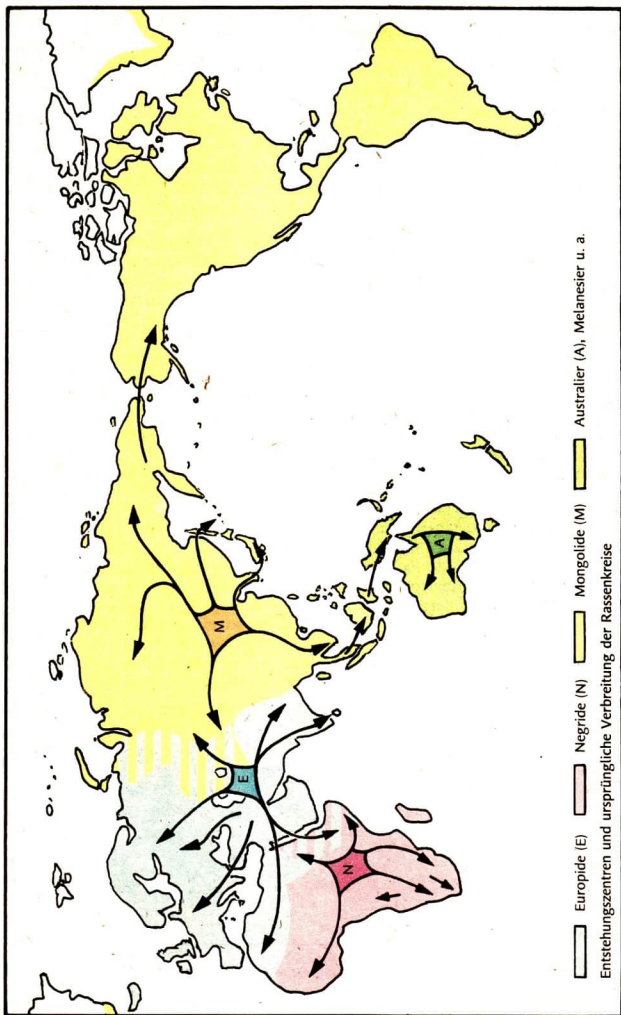 M
E
A
N
Europide (E) Negride (N) Mongolide (M) Australier (A), Melanesier u. a.
Entstehungszentren und ursprüngliche Verbreitung der Rassenkreise